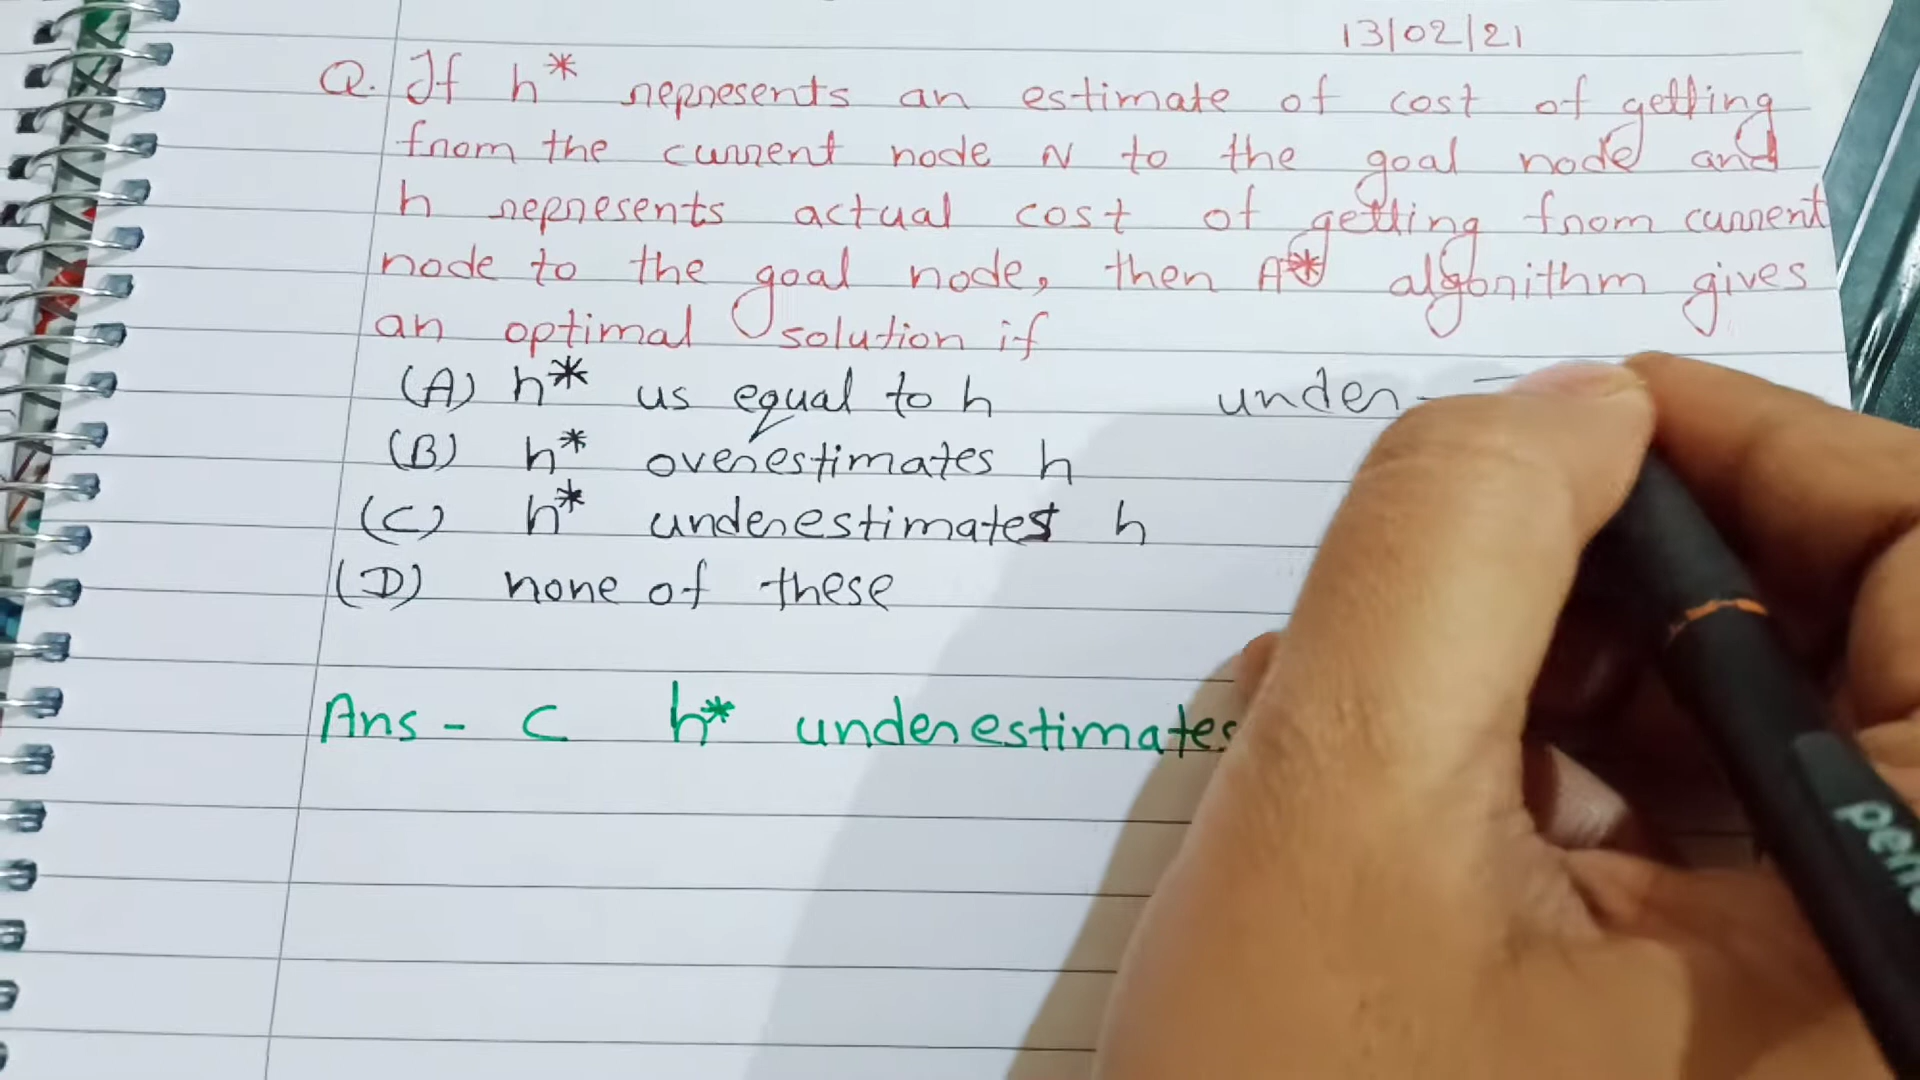 13/02/21
Q. If h* represents an estimate of cost of getting
from the current node N to the goal node and
h represents actual cost of getting from current
node to the goal node, then A* algorithm gives
an optimal solution if
(A) h* us equal to h
under-
(B) h* overestimates h
(C) h* underestimates h
(D) none of these
Ans - C h* underestimates